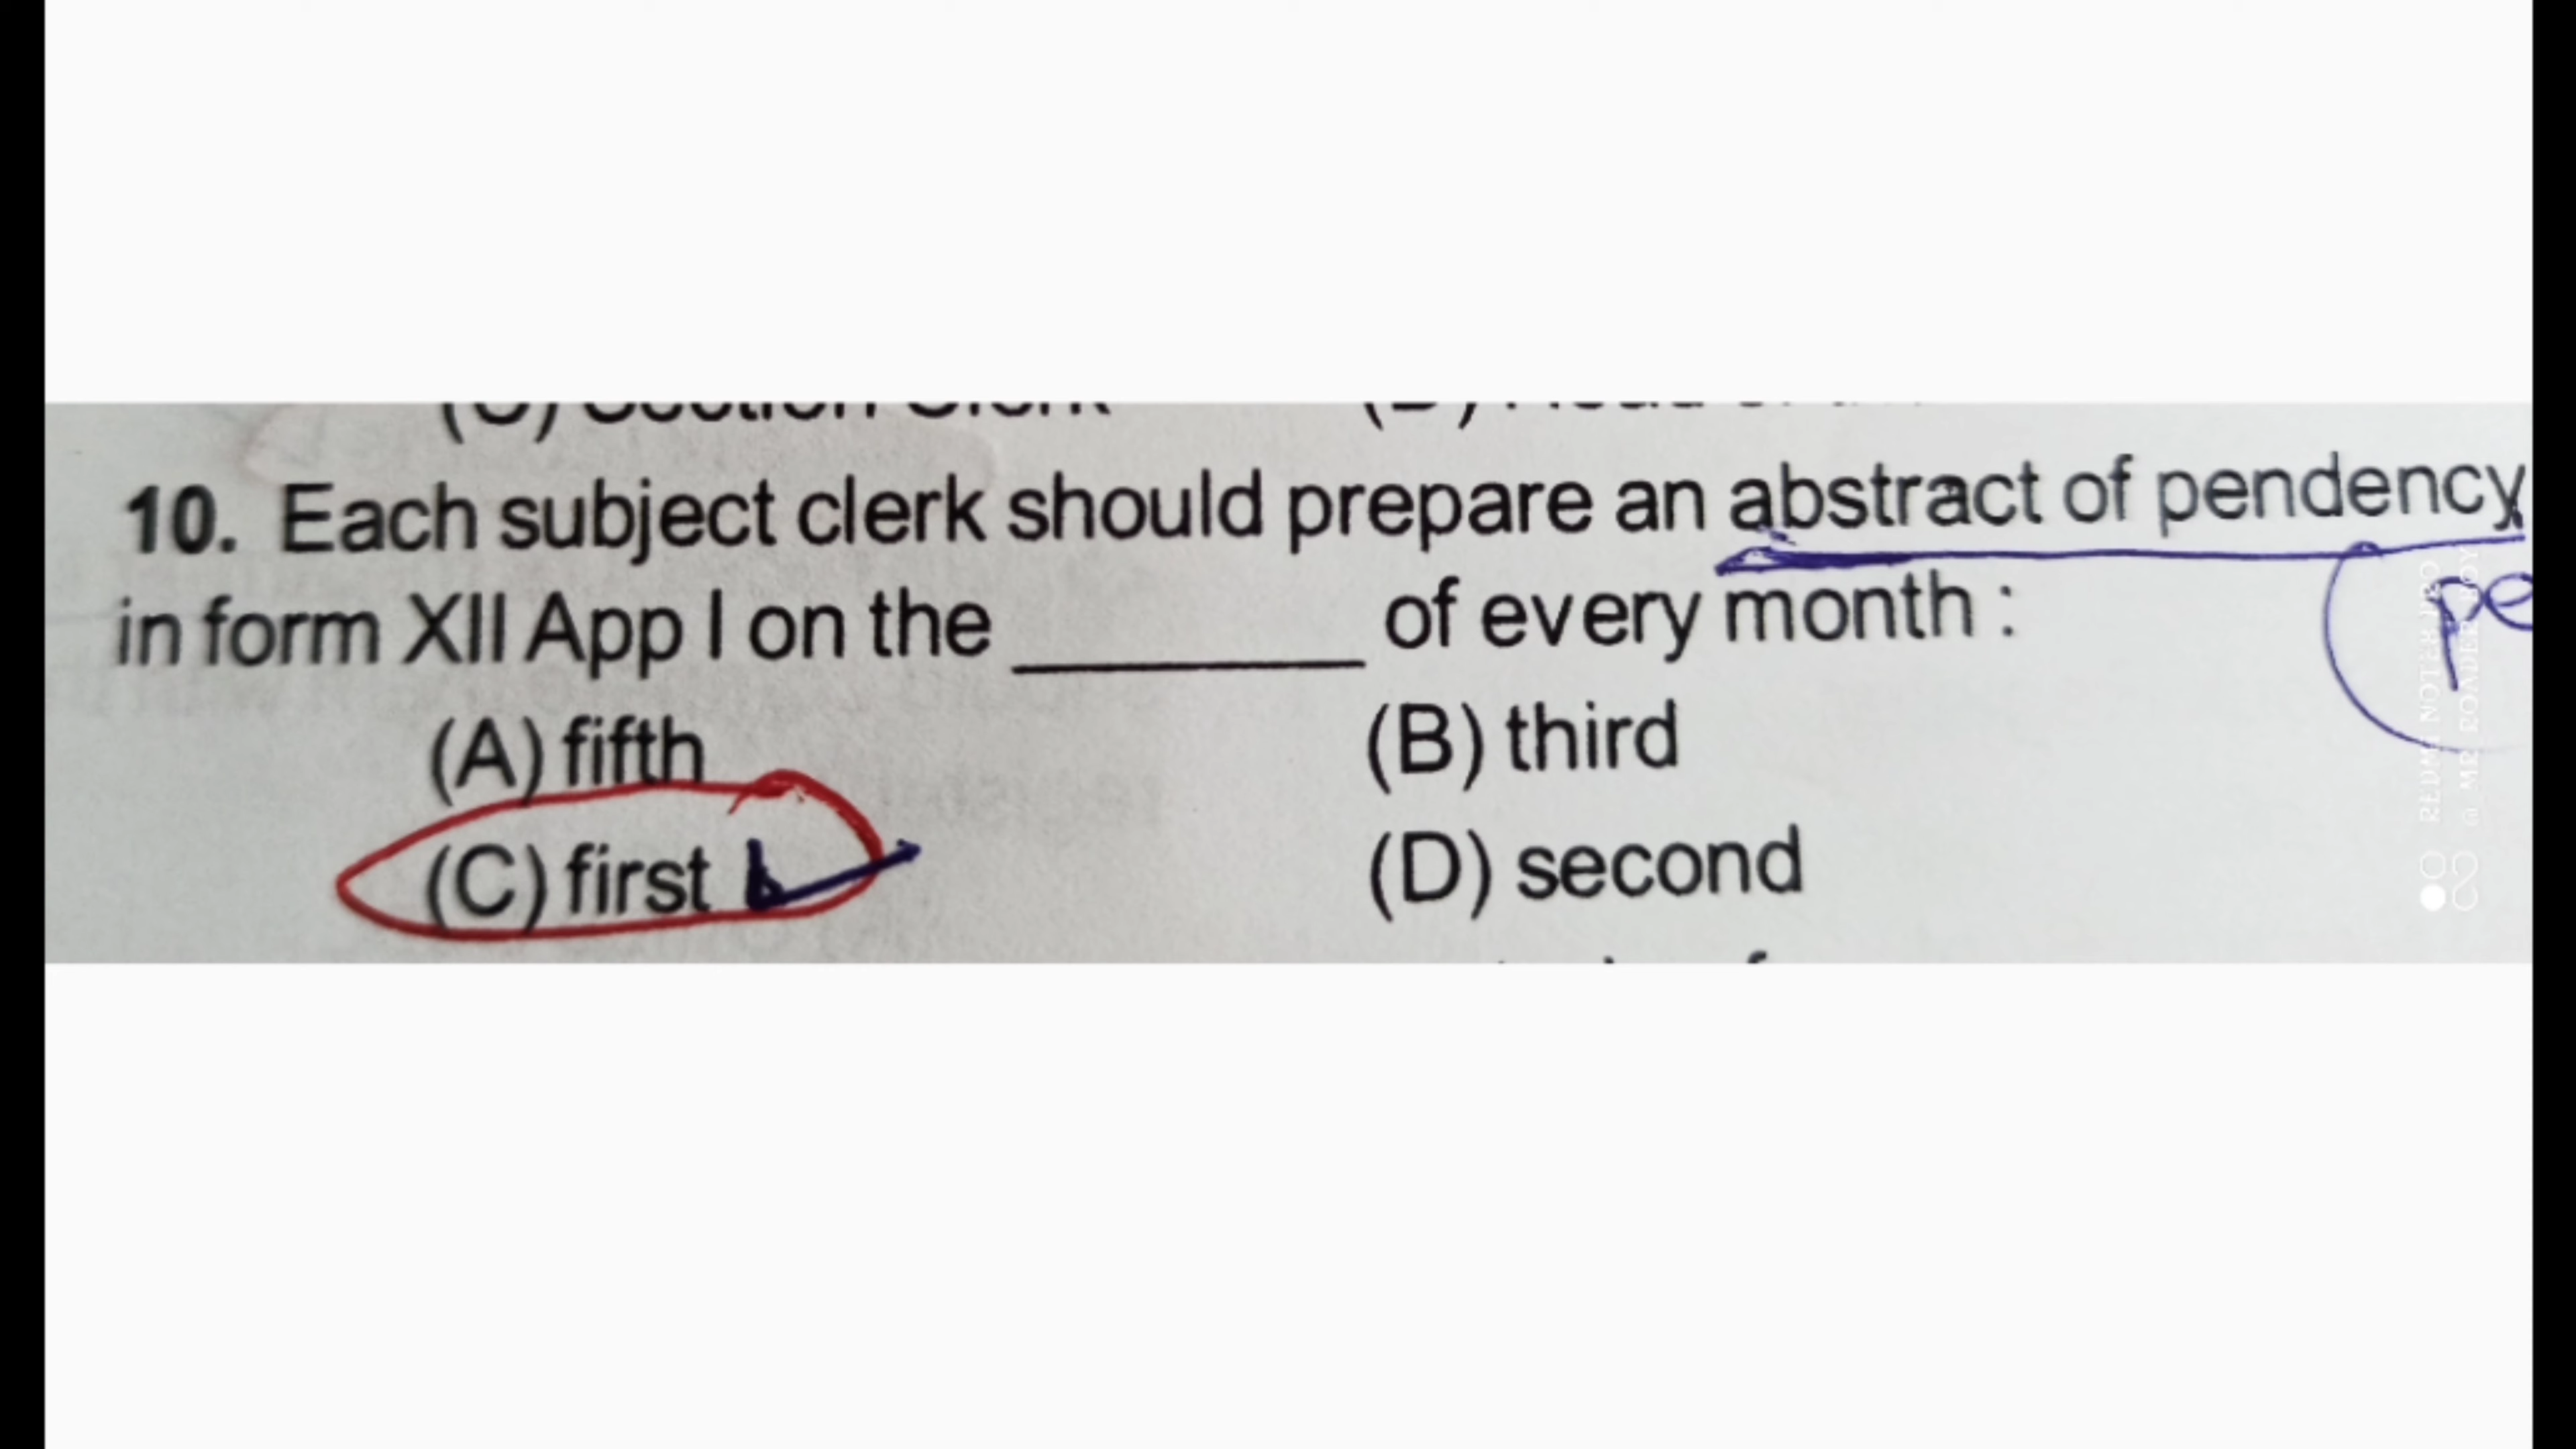 10. Each subject clerk should prepare an abstract of pendency
in form XII App I on the ________ of every month :
(A) fifth (B) third
(C) first (D) second
pe